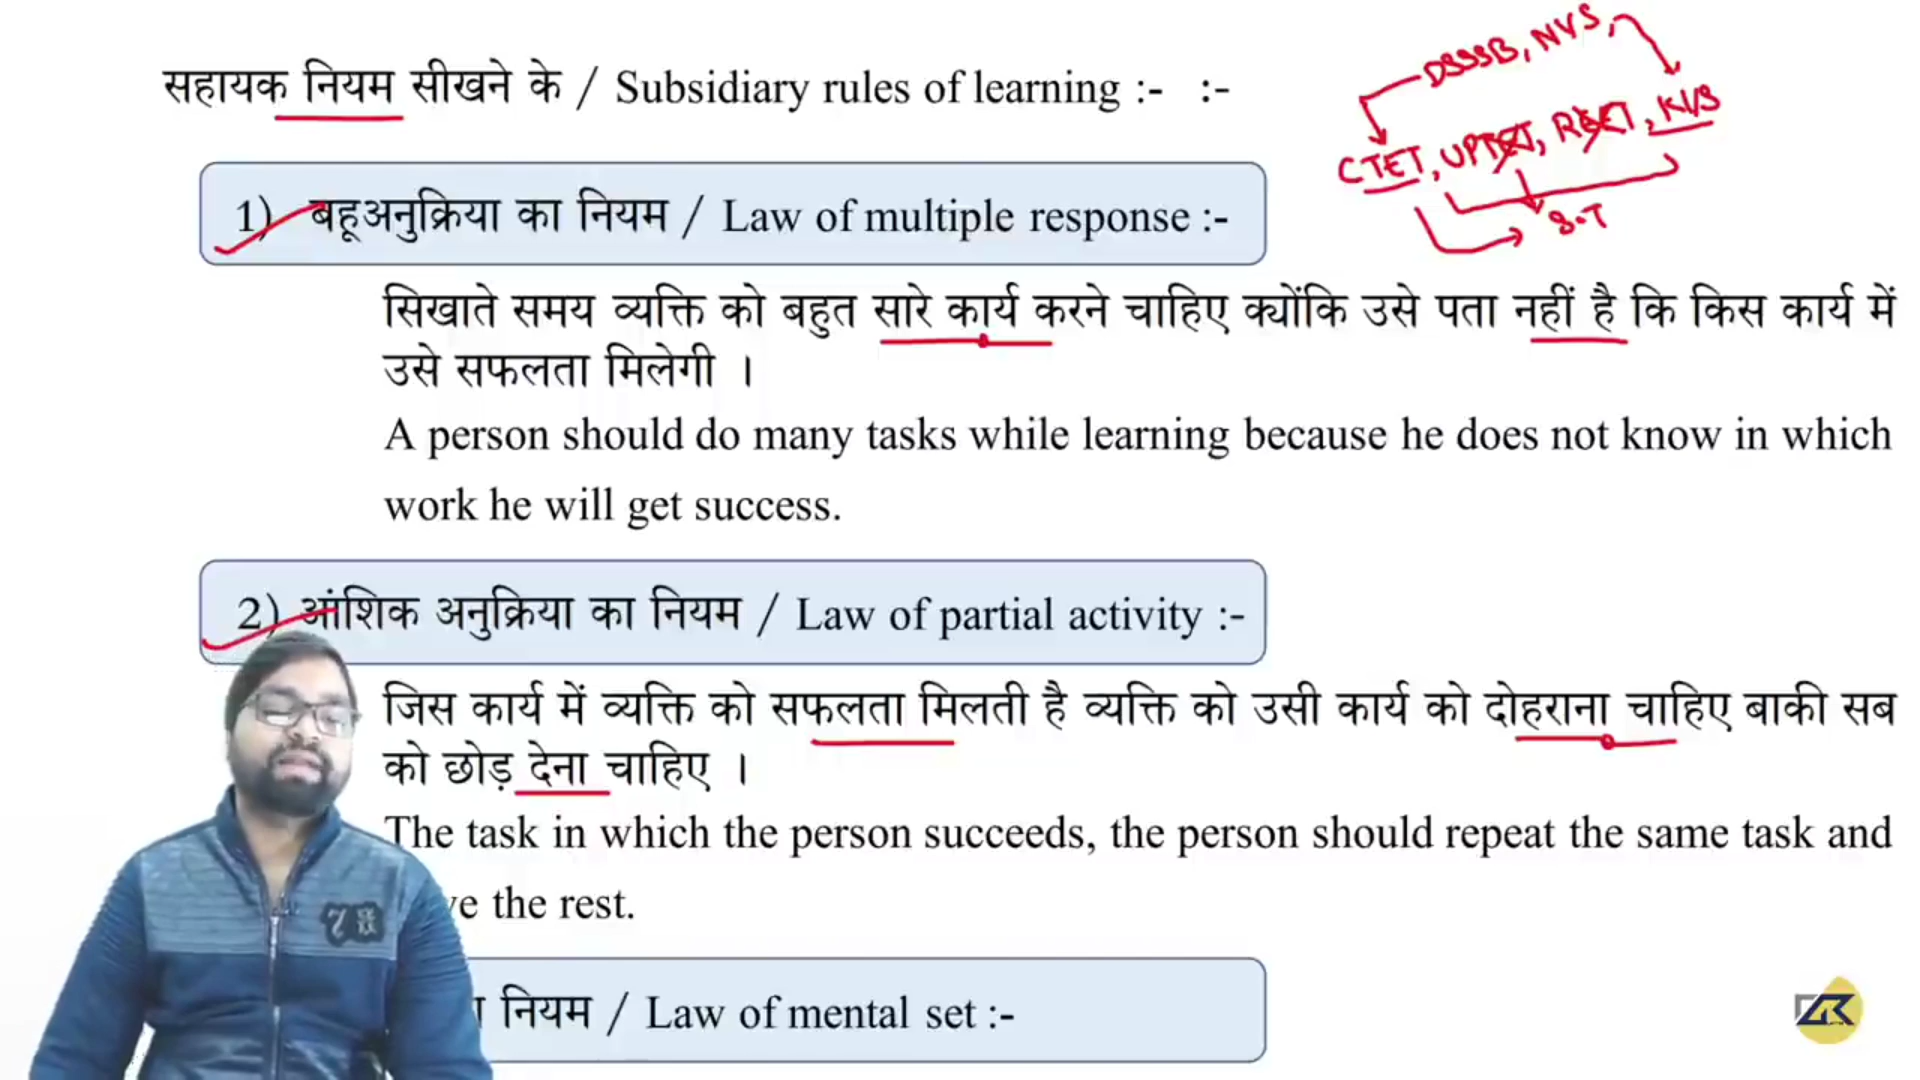 सहायक नियम सीखने के / Subsidiary rules of learning :- :-
DSSSB, NVS,
CTET, UPTET, REET, KVS
S.T
1) बहूअनुक्रिया का नियम / Law of multiple response :-
सिखाते समय व्यक्ति को बहुत सारे कार्य करने चाहिए क्योंकि उसे पता नहीं है कि किस कार्य में
उसे सफलता मिलेगी ।
A person should do many tasks while learning because he does not know in which
work he will get success.
2) आंशिक अनुक्रिया का नियम / Law of partial activity :-
जिस कार्य में व्यक्ति को सफलता मिलती है व्यक्ति को उसी कार्य को दोहराना चाहिए बाकी सब
को छोड़ देना चाहिए ।
The task in which the person succeeds, the person should repeat the same task and
the rest.
नियम / Law of mental set :-